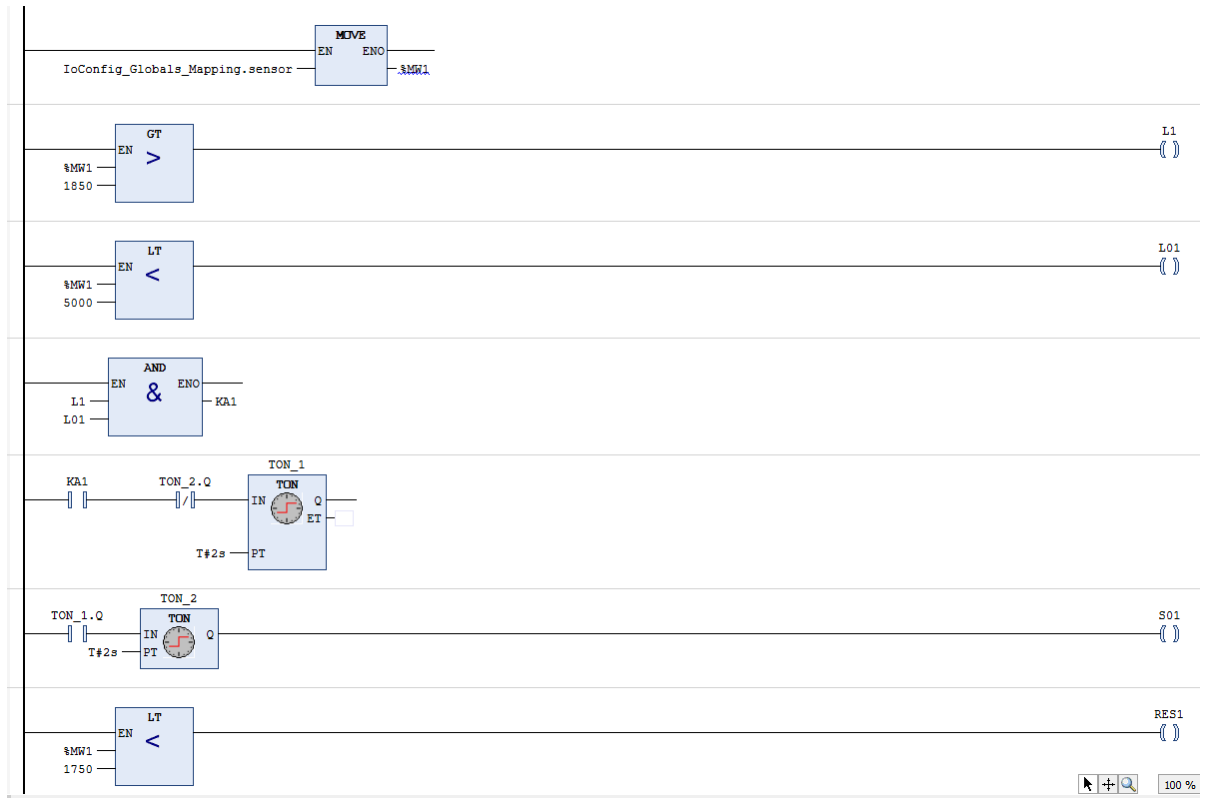 MOVE
EN ENO
IoConfig_Globals_Mapping.sensor %MW1
GT
L1
EN >
%MW1
1850
LT
L01
EN <
%MW1
5000
AND
EN & ENO
L1 KA1
L01
TON_1
KA1 TON_2.Q TON
IN Q
ET
T#2s PT
TON_2
TON_1.Q TON S01
IN Q
T#2s PT
LT
RES1
EN <
%MW1
1750
100 %